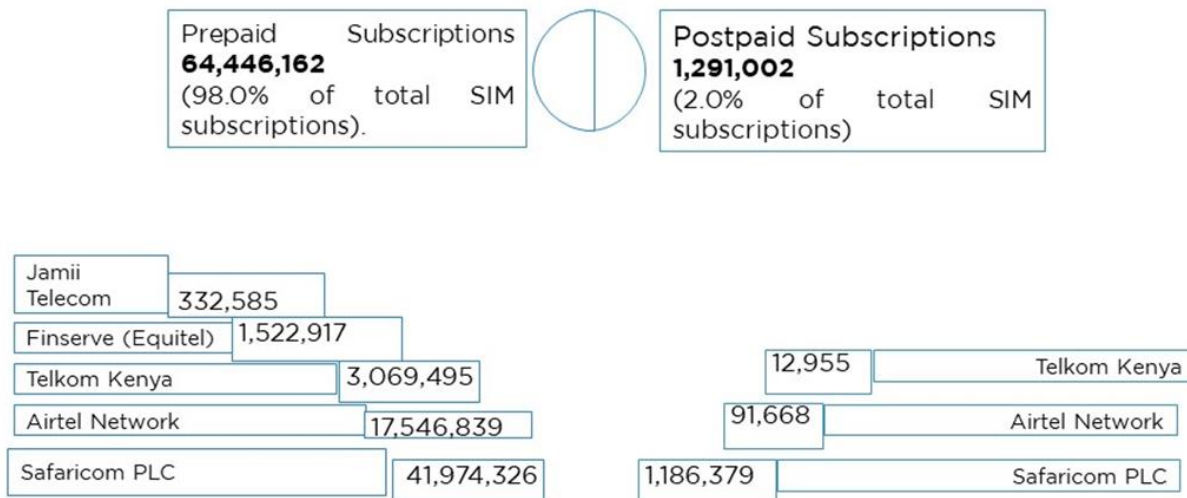 Prepaid Subscriptions
64,446,162
(98.0% of total SIM
subscriptions).
Postpaid Subscriptions
1,291,002
(2.0% of total SIM
subscriptions)
Jamii
Telecom
332,585
Finserve (Equitel)
1,522,917
Telkom Kenya
3,069,495
Airtel Network
17,546,839
Safaricom PLC
41,974,326
12,955
Telkom Kenya
91,668
Airtel Network
1,186,379
Safaricom PLC